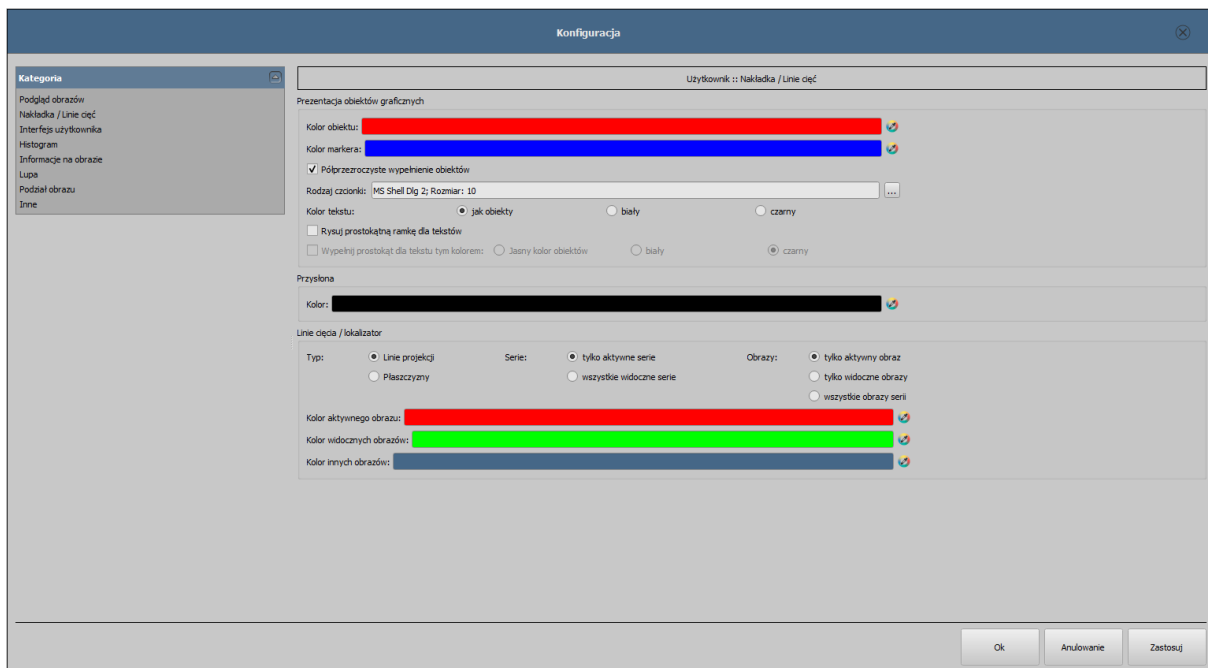 Konfiguracja
Kategoria
Podgląd obrazów
Nakładka / Linie cięć
Interfejs użytkownika
Histogram
Informacje na obrazie
Lupa
Podział obrazu
Inne
Użytkownik :: Nakładka / Linie cięć
Prezentacja obiektów graficznych
Kolor obiektu:
Kolor markera:
Półprzezroczyste wypełnienie obiektów
Rodzaj czcionki: MS Shell Dlg 2; Rozmiar: 10 ...
Kolor tekstu: jak obiekty biały czarny
Rysuj prostokątną ramkę dla tekstów
Wypełnij prostokąt dla tekstu tym kolorem: Jasny kolor obiektów biały czarny
Przysłona
Kolor:
Linie cięcia / lokalizator
Typ: Linie projekcji Serie: tylko aktywne serie Obrazy: tylko aktywny obraz
Płaszczyzny wszystkie widoczne serie tylko widoczne obrazy
wszystkie obrazy serii
Kolor aktywnego obrazu:
Kolor widocznych obrazów:
Kolor innych obrazów:
Ok Anulowanie Zastosuj